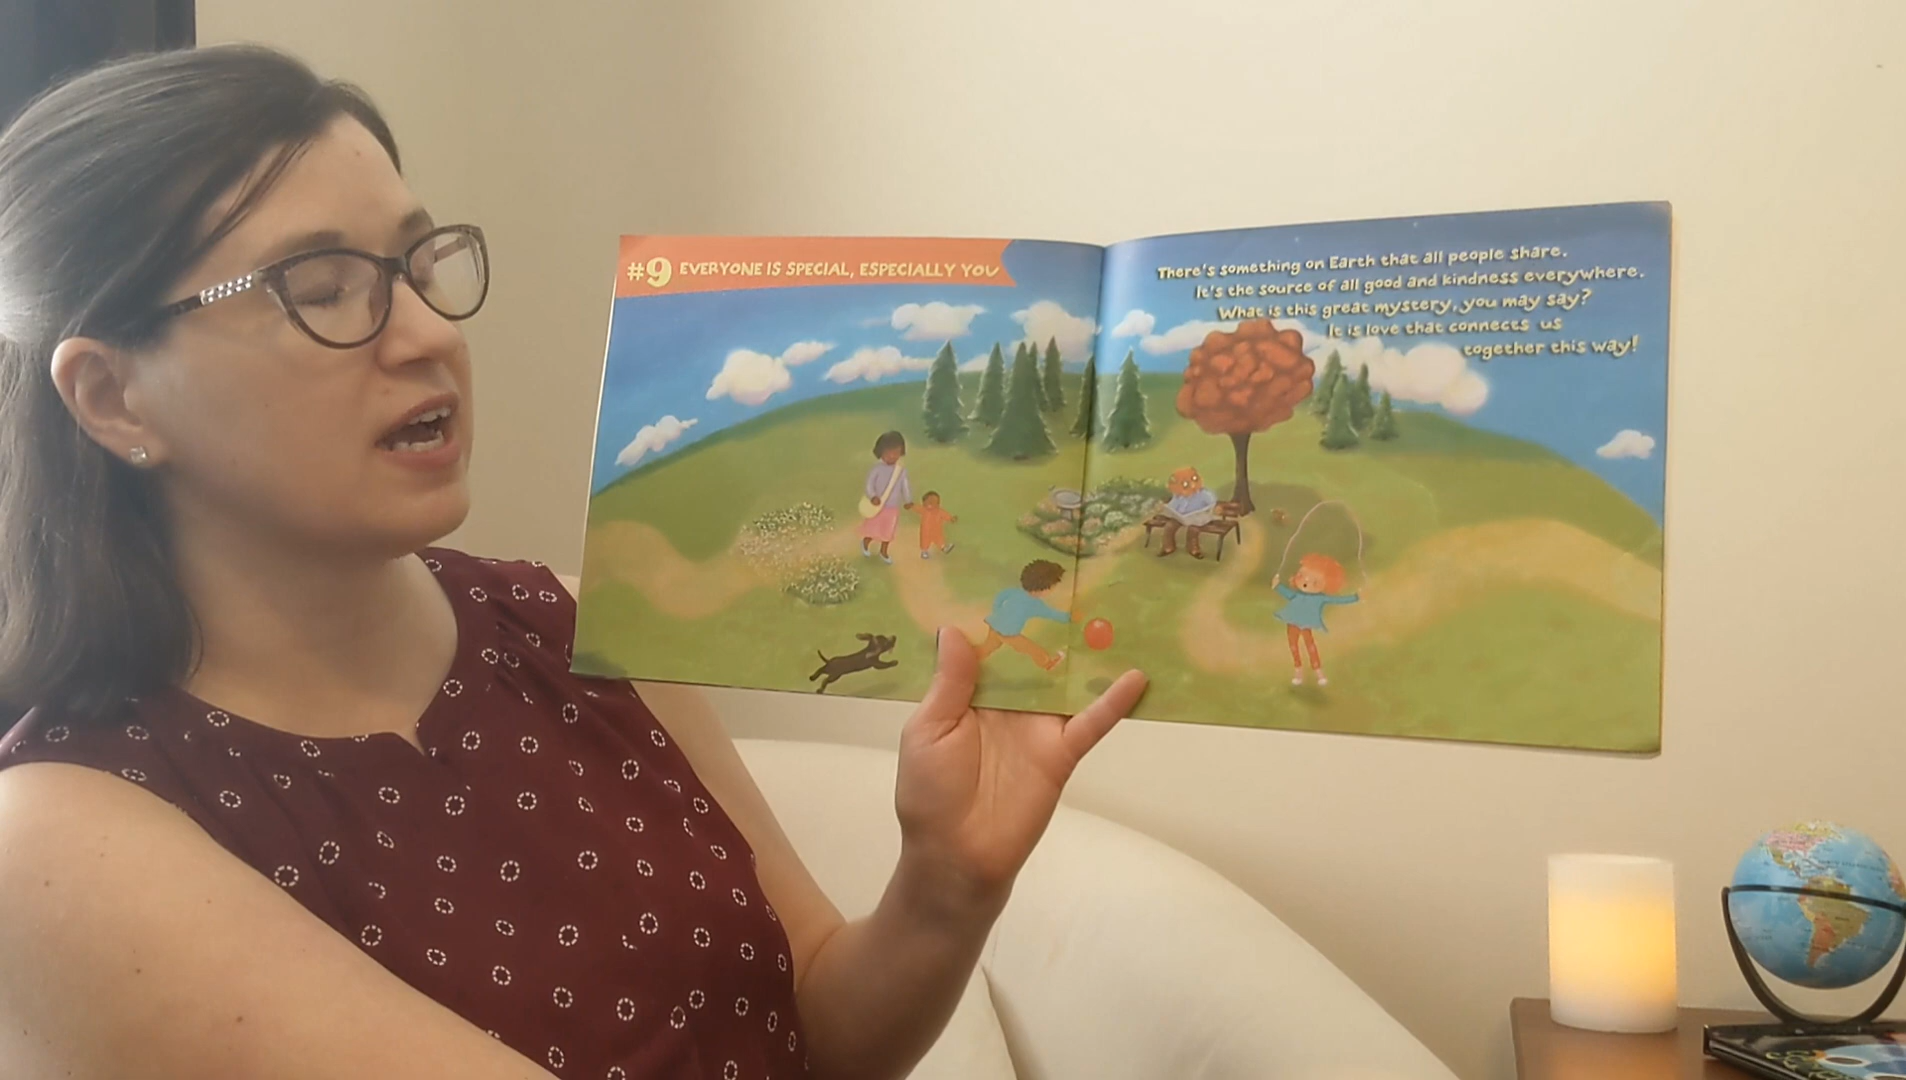 #9 EVERYONE IS SPECIAL, ESPECIALLY YOU
There's something on Earth that all people share.
It's the source of all good and kindness everywhere.
What is this great mystery, you may say?
It is love that connects us
together this way!